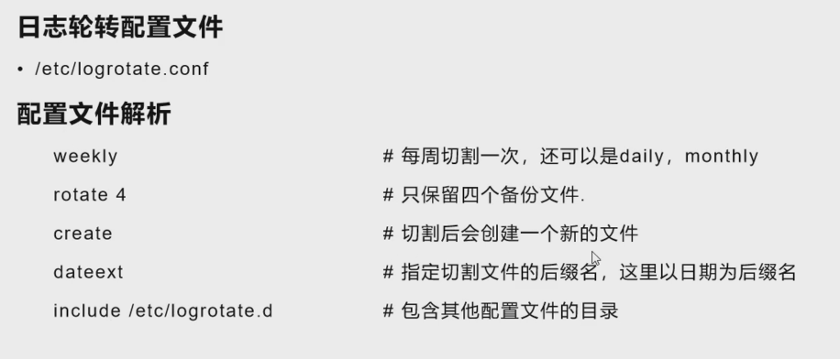 日志轮转配置文件
• /etc/logrotate.conf
配置文件解析
weekly # 每周切割一次，还可以是daily，monthly
rotate 4 # 只保留四个备份文件.
create # 切割后会创建一个新的文件
dateext # 指定切割文件的后缀名，这里以日期为后缀名
include /etc/logrotate.d # 包含其他配置文件的目录